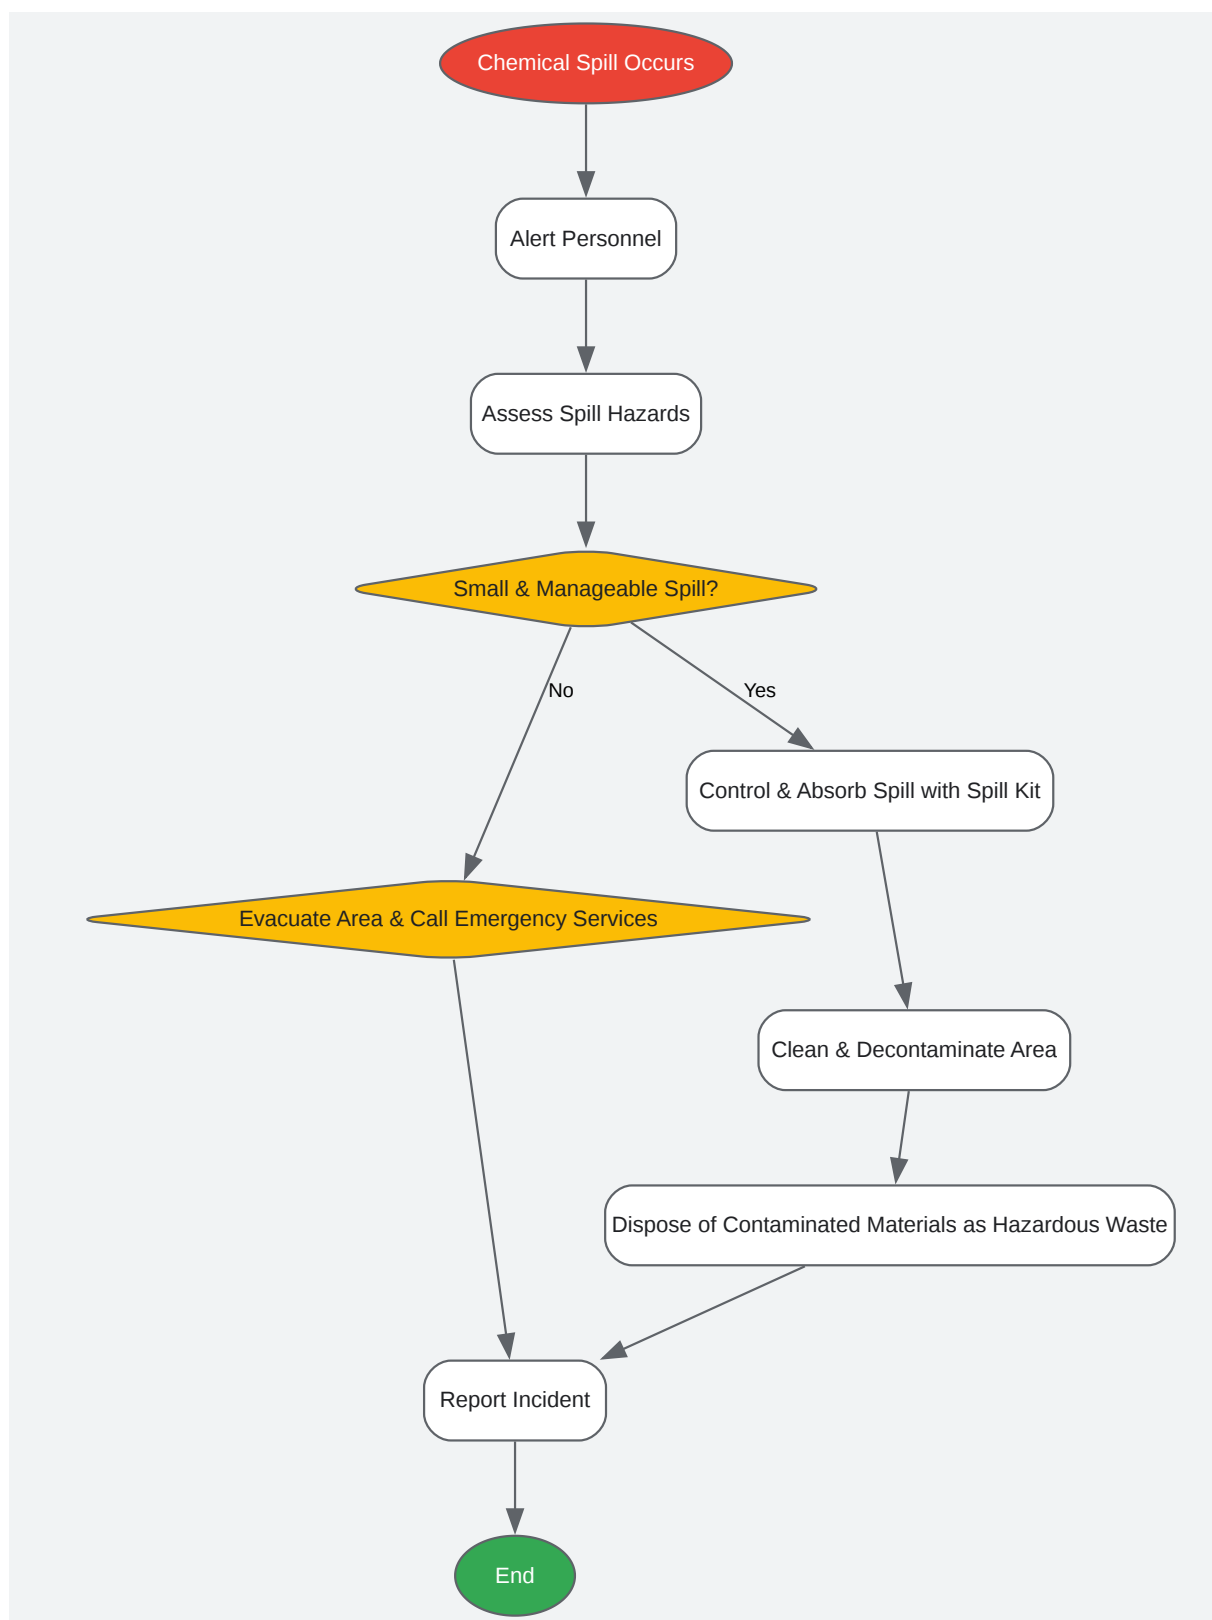 Chemical Spill Occurs
Alert Personnel
Assess Spill Hazards
Small & Manageable Spill?
No
Yes
Control & Absorb Spill with Spill Kit
Evacuate Area & Call Emergency Services
Clean & Decontaminate Area
Dispose of Contaminated Materials as Hazardous Waste
Report Incident
End